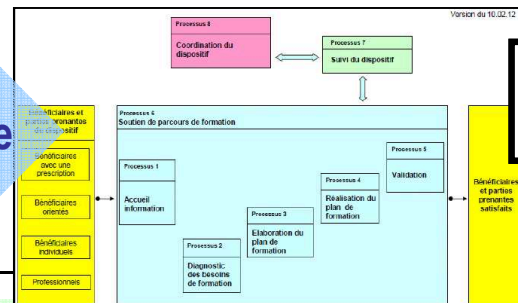 Version du 10.02.12
Processus 8
Coordination du
dispositif
Processus 7
Suivi du dispositif
e
Bénéficiaires et
parties prenantes
du dispositif
Bénéficiaires
avec une
prescription
Bénéficiaires
orientés
Bénéficiaires
individuels
Professionnels
Processus 6
Soutien de parcours de formation
Processus 1
Accueil
information
Processus 2
Diagnostic
des besoins
de formation
Processus 3
Elaboration du
plan de
formation
Processus 4
Réalisation du
plan de
formation
Processus 5
Validation
Bénéficiaires
et parties
prenantes
satisfaits